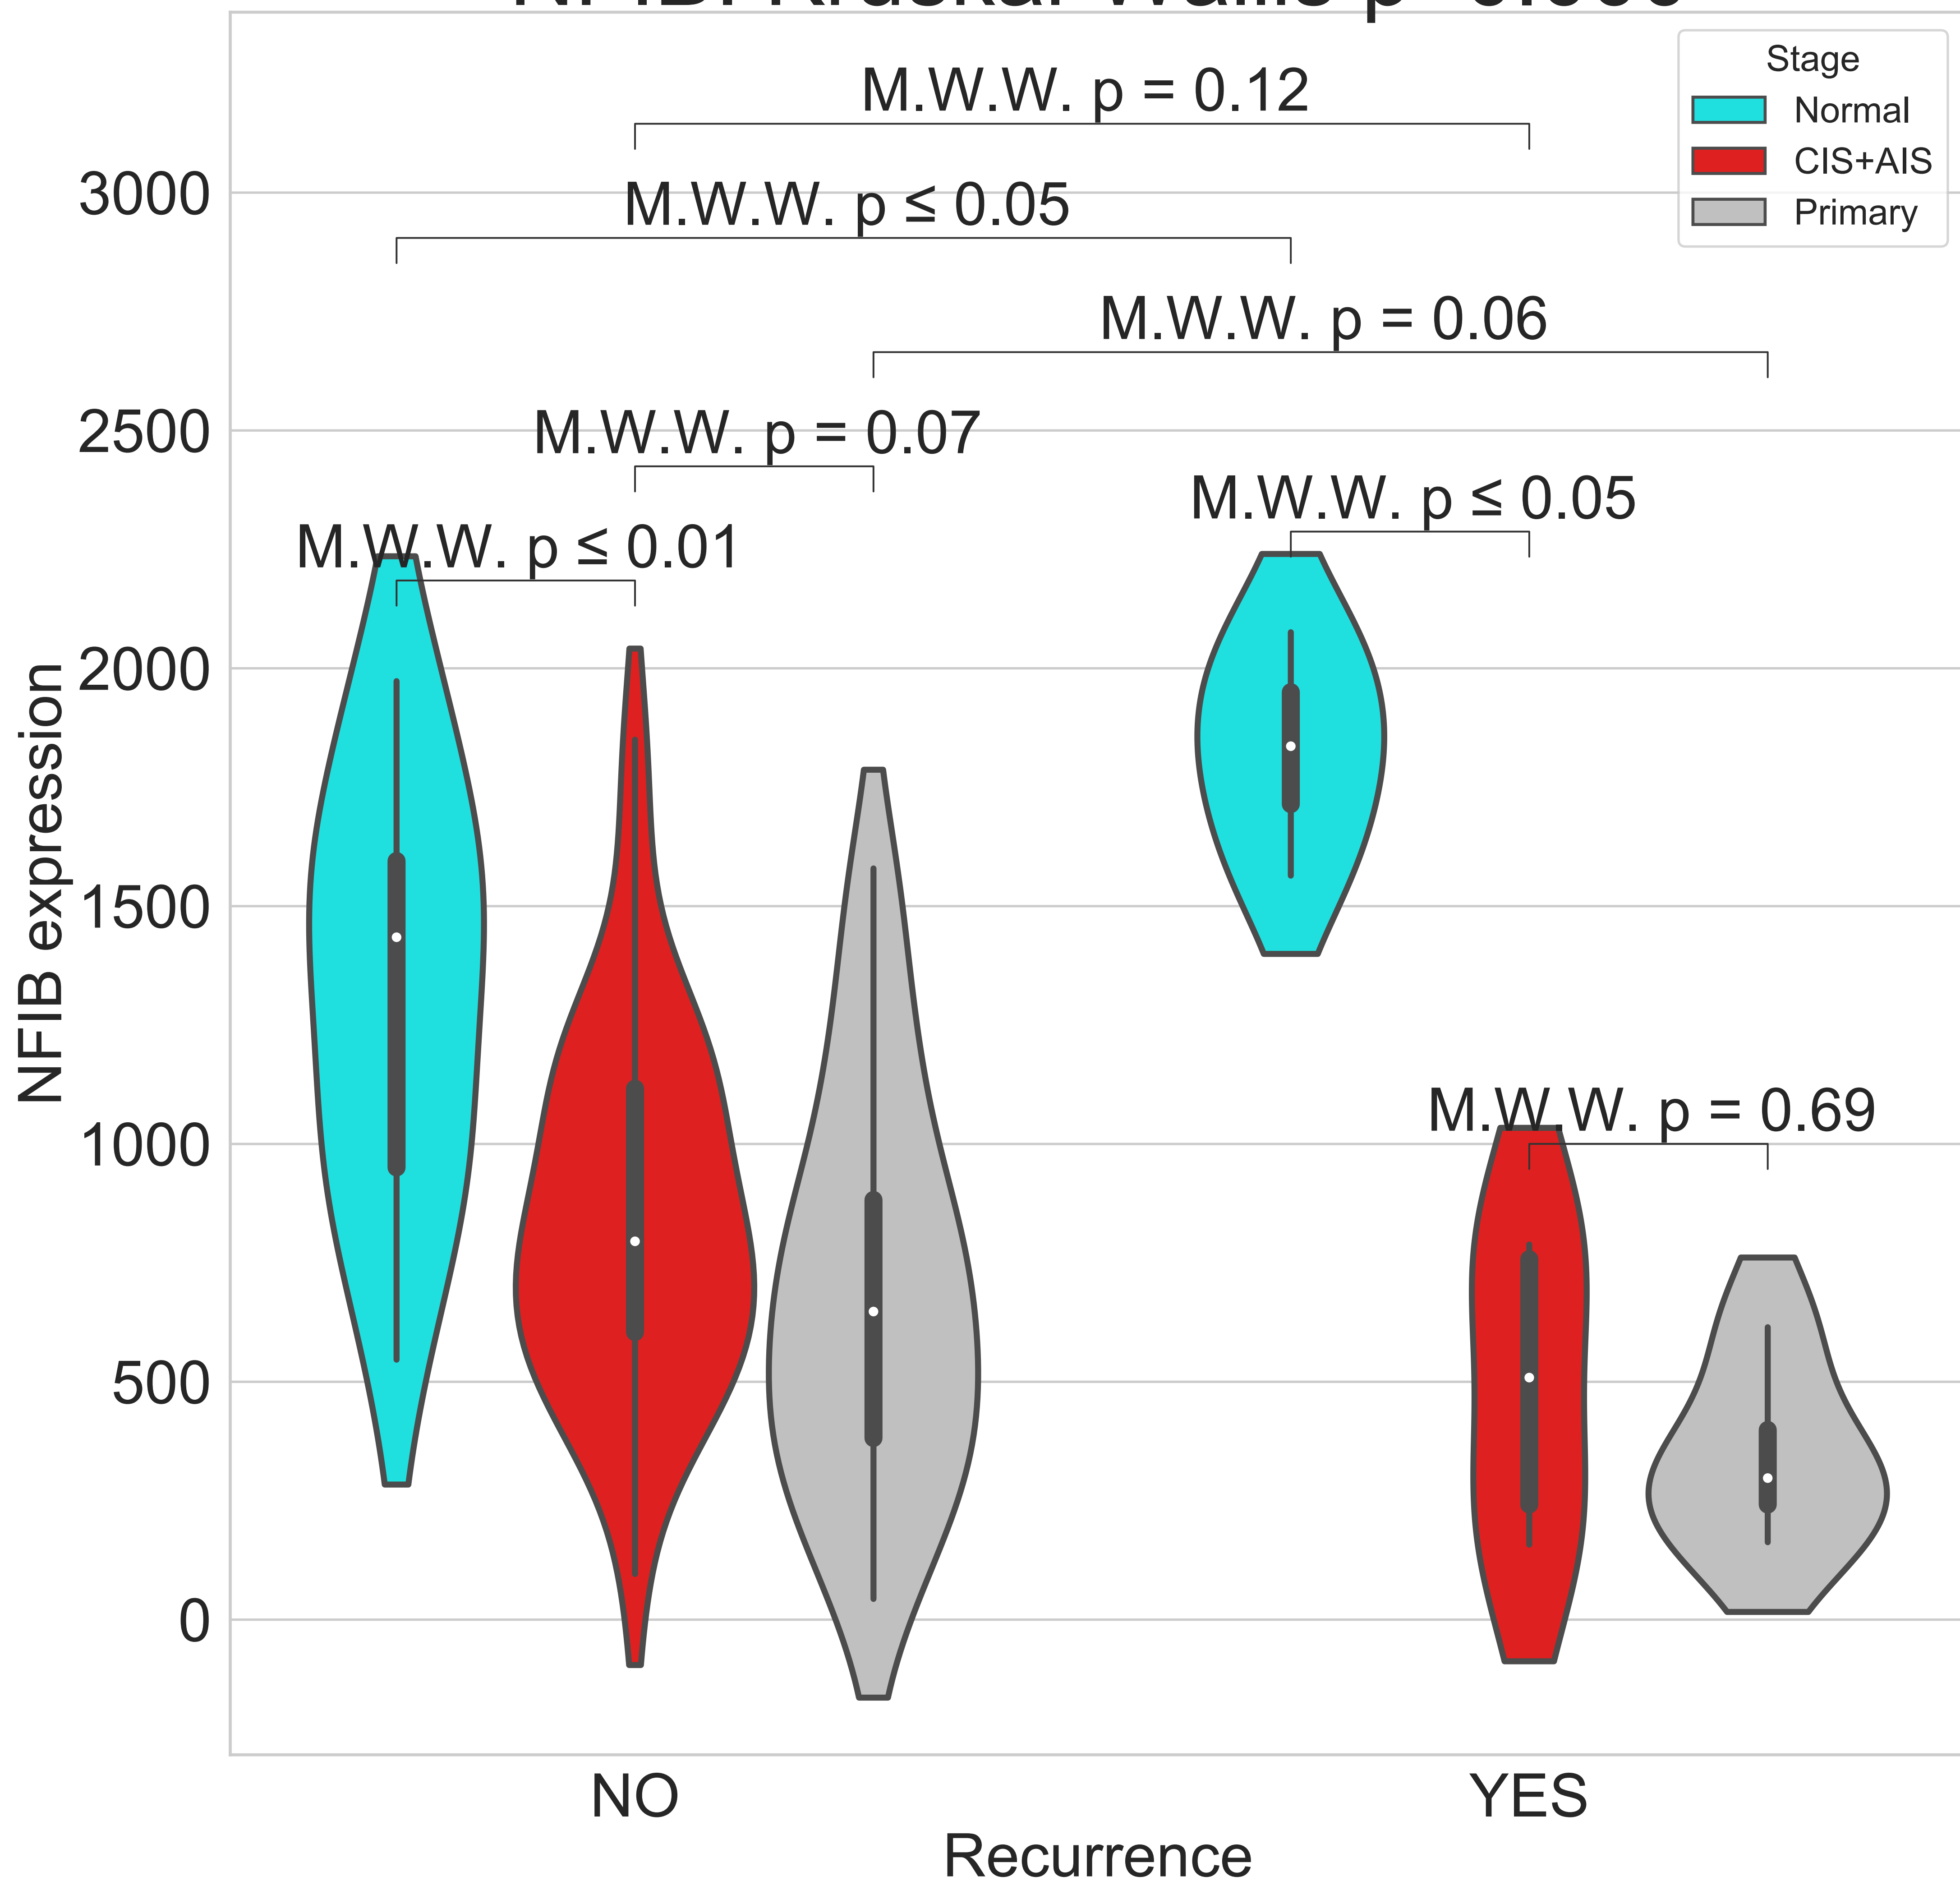 Stage
Normal
CIS+AIS
Primary
M.W.W. p = 0.12
M.W.W. p ≤ 0.05
M.W.W. p = 0.06
M.W.W. p = 0.07
M.W.W. p ≤ 0.05
M.W.W. p ≤ 0.01
M.W.W. p = 0.69
3000
2500
2000
1500
1000
500
0
NFIB expression
NO
YES
Recurrence